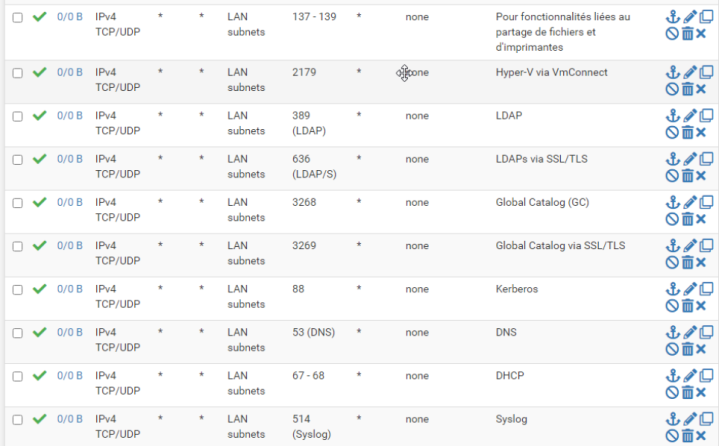 0/0 B IPv4 * * LAN 137 - 139 * none Pour fonctionnalités liées au
TCP/UDP subnets partage de fichiers et
d'imprimantes
0/0 B IPv4 * * LAN 2179 * none Hyper-V via VmConnect
TCP/UDP subnets
0/0 B IPv4 * * LAN 389 * none LDAP
TCP/UDP subnets (LDAP)
0/0 B IPv4 * * LAN 636 * none LDAPs via SSL/TLS
TCP/UDP subnets (LDAP/S)
0/0 B IPv4 * * LAN 3268 * none Global Catalog (GC)
TCP/UDP subnets
0/0 B IPv4 * * LAN 3269 * none Global Catalog via SSL/TLS
TCP/UDP subnets
0/0 B IPv4 * * LAN 88 * none Kerberos
TCP/UDP subnets
0/0 B IPv4 * * LAN 53 (DNS) * none DNS
TCP/UDP subnets
0/0 B IPv4 * * LAN 67 - 68 * none DHCP
TCP/UDP subnets
0/0 B IPv4 * * LAN 514 * none Syslog
TCP/UDP subnets (Syslog)